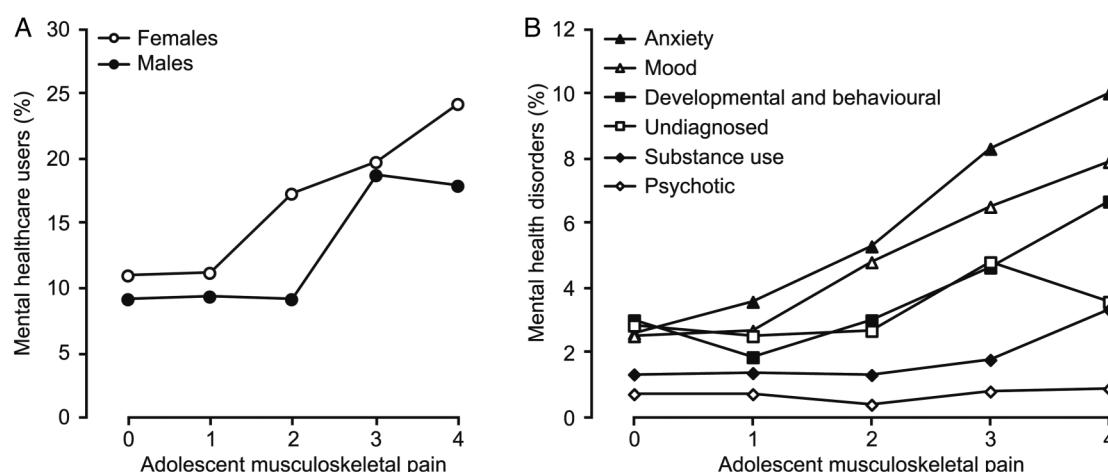 A
Mental healthcare users (%)
30
25
20
15
10
5
0
Females
Males
0 1 2 3 4
Adolescent musculoskeletal pain
B
Mental health disorders (%)
12
10
8
6
4
2
0
Anxiety
Mood
Developmental and behavioural
Undiagnosed
Substance use
Psychotic
0 1 2 3 4
Adolescent musculoskeletal pain